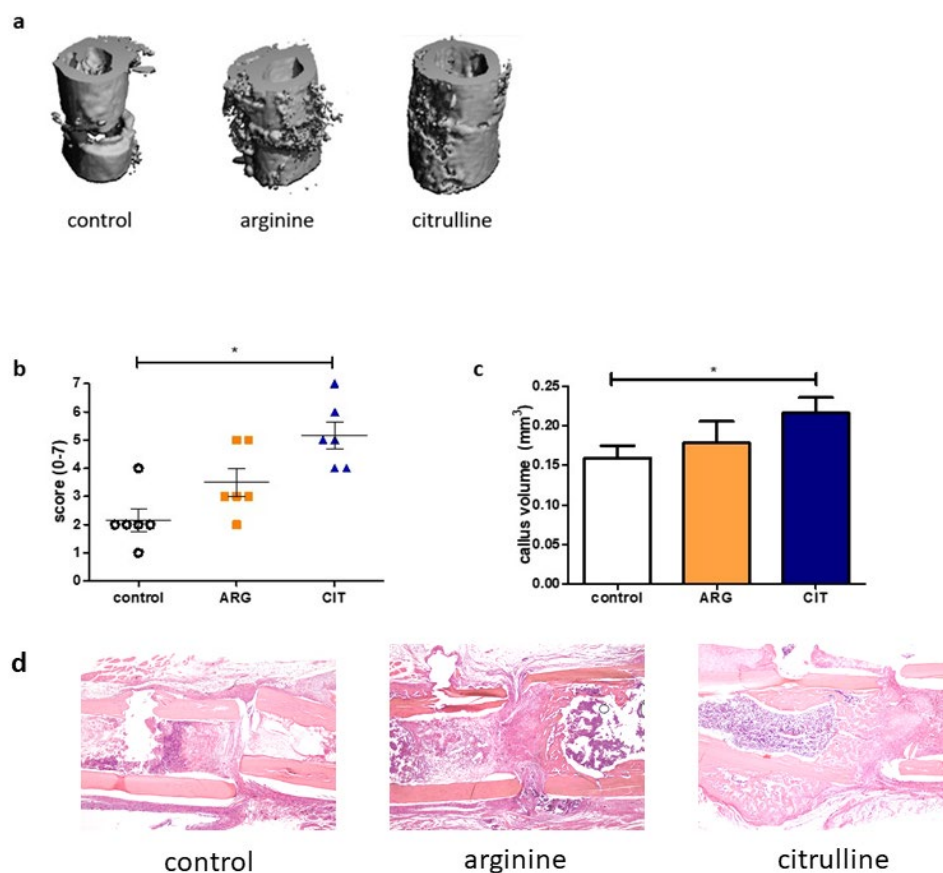 a
control arginine citrulline
b
*
score (0-7)
7
6
5
4
3
2
1
0
control ARG CIT
c
*
callus volume (mm³)
0.25
0.20
0.15
0.10
0.05
0.00
control ARG CIT
d
control arginine citrulline